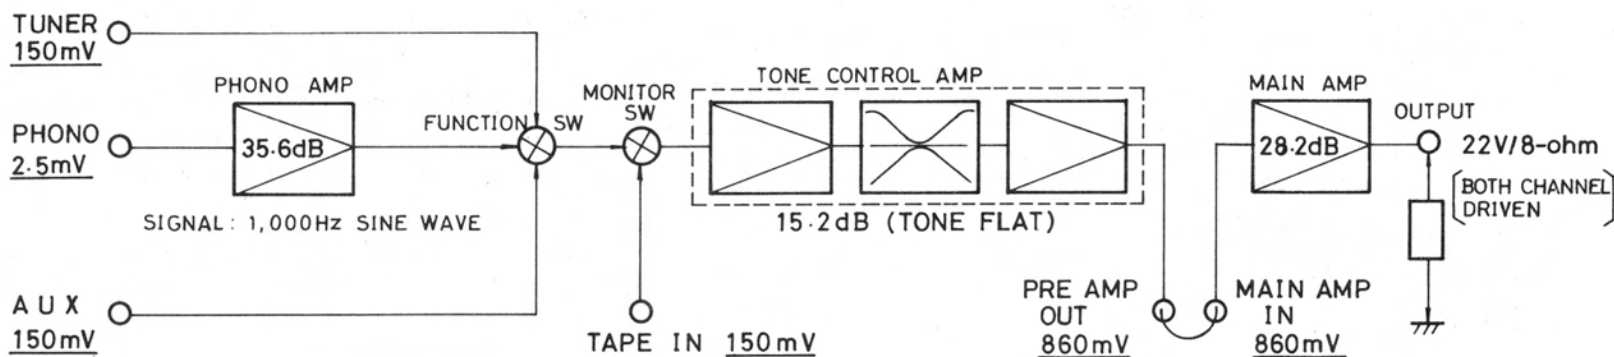 TUNER
150mV
PHONO AMP
35.6dB
PHONO
2.5mV
SIGNAL: 1,000Hz SINE WAVE
AUX
150mV
FUNCTION SW
MONITOR
SW
TAPE IN 150mV
TONE CONTROL AMP
15.2dB (TONE FLAT)
PRE AMP
OUT
860mV
MAIN AMP
IN
860mV
MAIN AMP
28.2dB
OUTPUT
22V/8-ohm
[BOTH CHANNEL
DRIVEN]